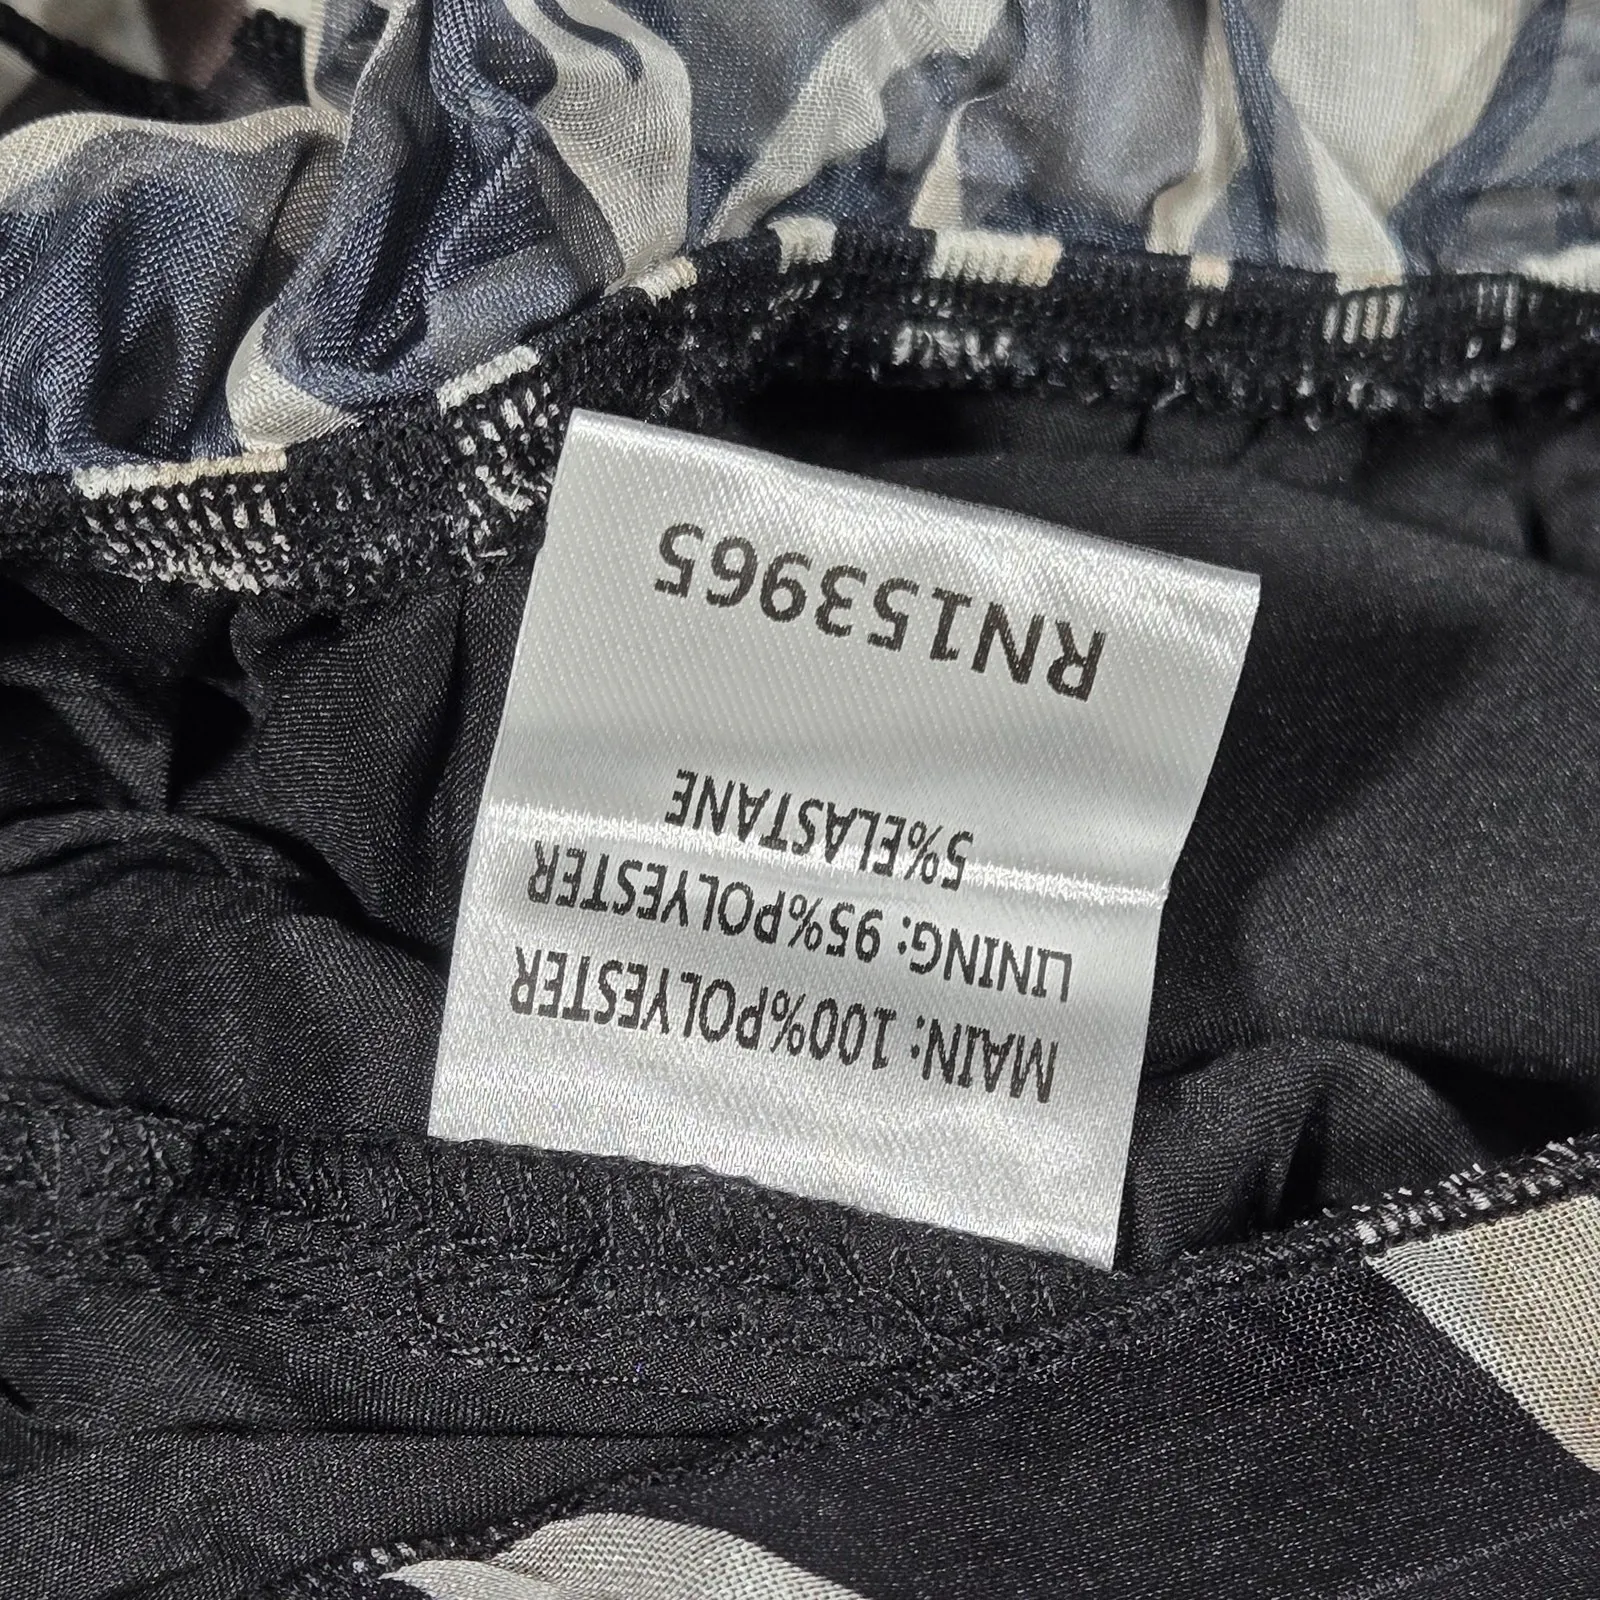 MAIN: 100%POLYESTER
LINING: 95%POLYESTER
5%ELASTANE
RN153965